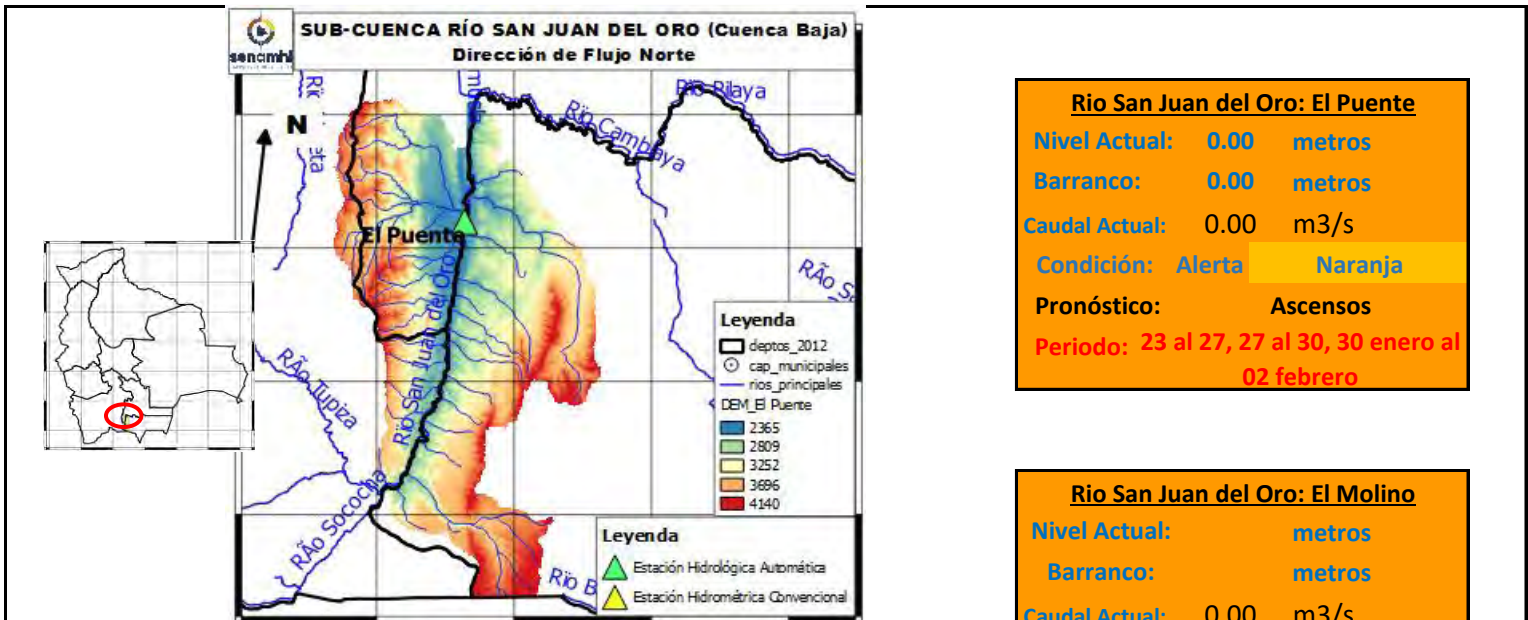 senamhi
SUB-CUENCA RÍO SAN JUAN DEL ORO (Cuenca Baja)
Dirección de Flujo Norte
Río Pilaya
Río Camblaya
N
El Puente
Río San Juan del Oro
RÃo Tupiza
RÃo Sococha
Leyenda
deptos_2012
cap_municipales
rios_principales
DEM_El Puente
2365
2809
3252
3696
4140
Leyenda
Estación Hidrológica Automática
Estación Hidrométrica Convencional
Rio San Juan del Oro: El Puente
Nivel Actual: 0.00 metros
Barranco: 0.00 metros
Caudal Actual: 0.00 m3/s
Condición: Alerta Naranja
Pronóstico: Ascensos
Periodo: 23 al 27, 27 al 30, 30 enero al
02 febrero
Rio San Juan del Oro: El Molino
Nivel Actual: metros
Barranco: metros
Caudal Actual: 0.00 m3/s